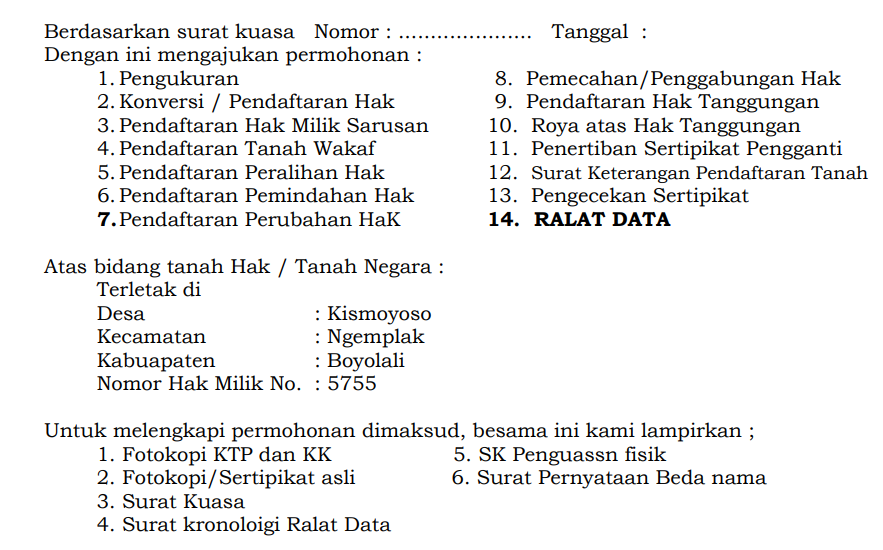 Berdasarkan surat kuasa Nomor : ..................... Tanggal :
Dengan ini mengajukan permohonan :
1. Pengukuran 8. Pemecahan/Penggabungan Hak
2. Konversi / Pendaftaran Hak 9. Pendaftaran Hak Tanggungan
3. Pendaftaran Hak Milik Sarusan 10. Roya atas Hak Tanggungan
4. Pendaftaran Tanah Wakaf 11. Penertiban Sertipikat Pengganti
5. Pendaftaran Peralihan Hak 12. Surat Keterangan Pendaftaran Tanah
6. Pendaftaran Pemindahan Hak 13. Pengecekan Sertipikat
7. Pendaftaran Perubahan HaK 14. RALAT DATA
Atas bidang tanah Hak / Tanah Negara :
Terletak di
Desa : Kismoyoso
Kecamatan : Ngemplak
Kabuapaten : Boyolali
Nomor Hak Milik No. : 5755
Untuk melengkapi permohonan dimaksud, besama ini kami lampirkan ;
1. Fotokopi KTP dan KK 5. SK Penguassn fisik
2. Fotokopi/Sertipikat asli 6. Surat Pernyataan Beda nama
3. Surat Kuasa
4. Surat kronoloigi Ralat Data